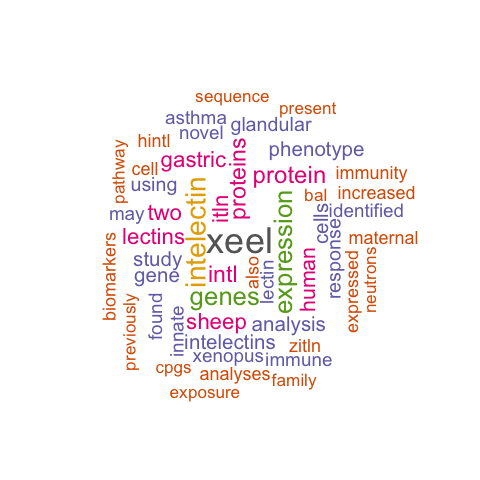 sequence
present
asthma
glandular
novel
hintl
phenotype
gastric
proteins
pathway
cell
protein
immunity
using
itln
bal
increased
intelectin
may
two
expression
cells
identified
lectins
xeel
response
maternal
study
intl
also
lectin
human
expressed
neutrons
gene
genes
biomarkers
previously
found
innate
sheep
analysis
intelectins
zitln
xenopus
immune
cpgs
analyses
family
exposure